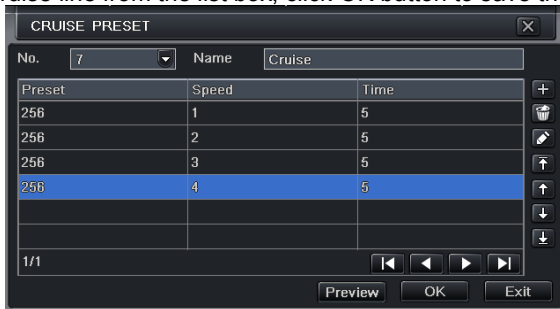 CRUISE PRESET
No. 7 Name Cruise
Preset Speed Time
256 1 5
256 2 5
256 3 5
256 4 5
1/1
Preview OK Exit